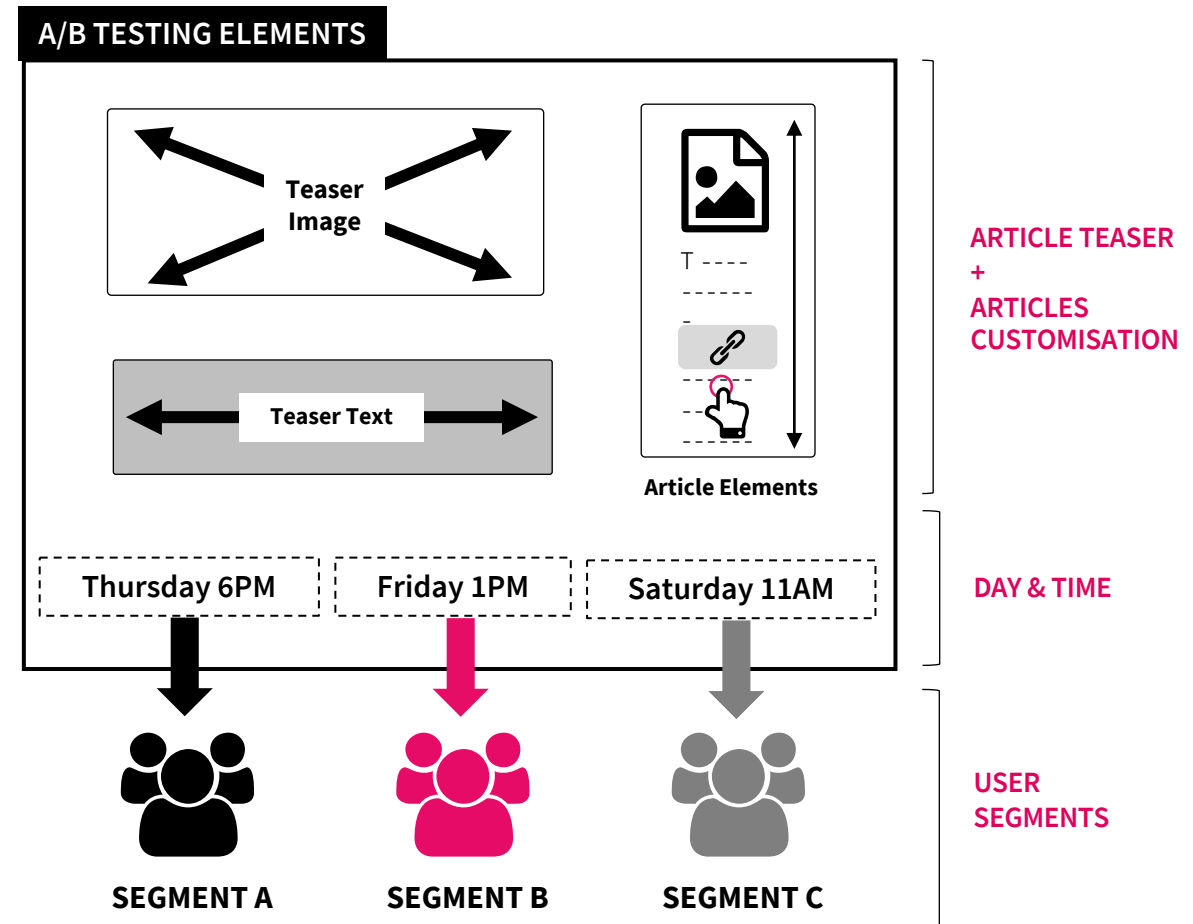 A/B TESTING ELEMENTS
Teaser
Image
T ----
------
-
Teaser Text
Article Elements
ARTICLE TEASER
+
ARTICLES
CUSTOMISATION
Thursday 6PM
Friday 1PM
Saturday 11AM
DAY & TIME
USER
SEGMENTS
SEGMENT A
SEGMENT B
SEGMENT C